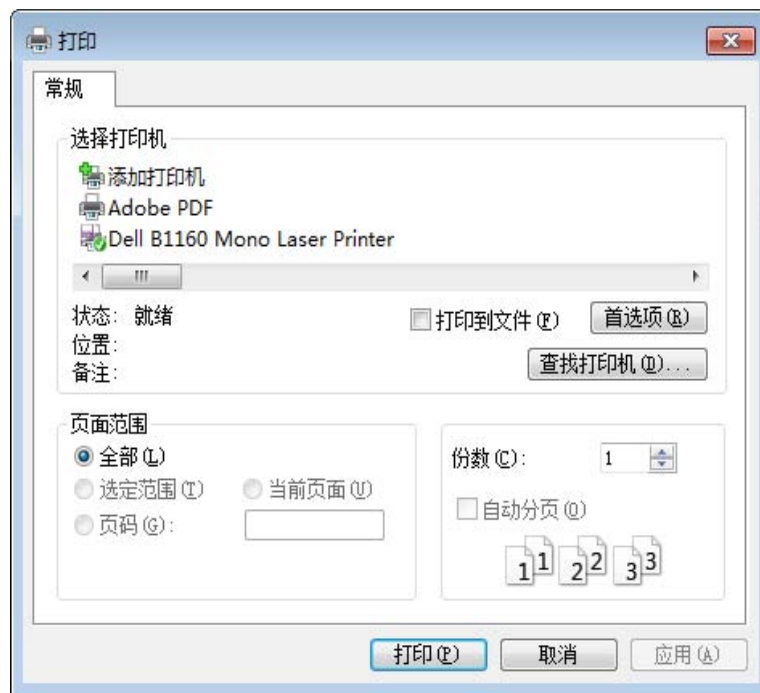 打印
常规
选择打印机
添加打印机
Adobe PDF
Dell B1160 Mono Laser Printer
状态: 就绪
打印到文件(F)
首选项(R)
位置:
备注:
查找打印机(D)...
页面范围
全部(L)
选定范围(T)
当前页面(U)
页码(G):
份数(C):
1
自动分页(O)
1 1 2 2 3 3
打印(P)
取消
应用(A)